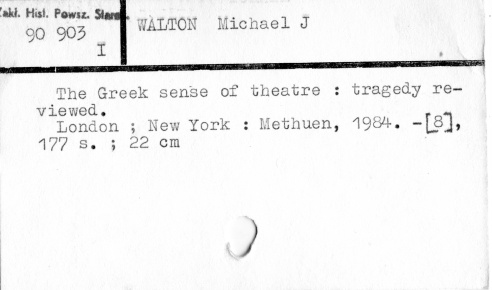 Zakł. Hist. Powsz. Staroż.
90 903
I
WALTON Michael J
The Greek sense of theatre : tragedy re-
viewed.
London ; New York : Methuen, 1984. -[8],
177 s. ; 22 cm